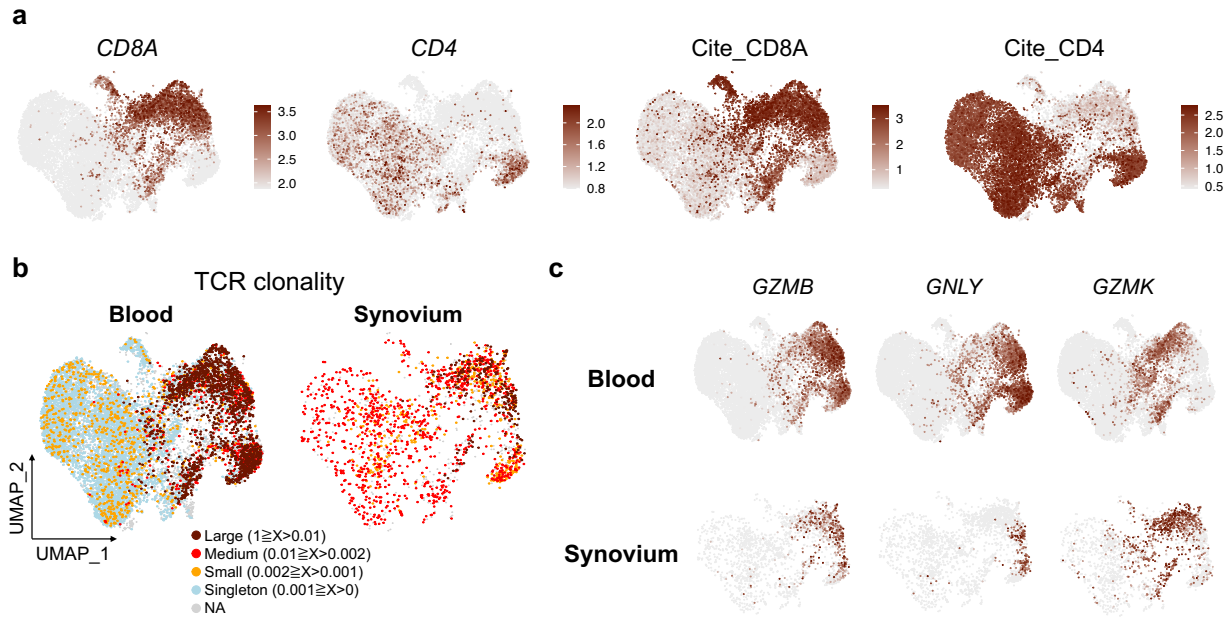 a
CD8A
CD4
Cite_CD8A
Cite_CD4
3.5
3.0
2.5
2.0
2.0
1.6
1.2
0.8
3
2
1
2.5
2.0
1.5
1.0
0.5
b
TCR clonality
Blood
Synovium
UMAP_2
UMAP_1
Large (1≧X>0.01)
Medium (0.01≧X>0.002)
Small (0.002≧X>0.001)
Singleton (0.001≧X>0)
NA
c
GZMB
GNLY
GZMK
Blood
Synovium